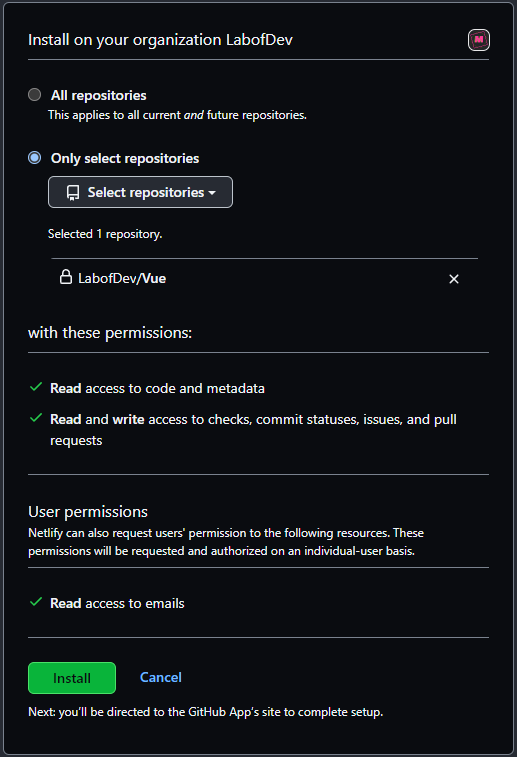 Install on your organization LabofDev
All repositories
This applies to all current and future repositories.
Only select repositories
Select repositories
Selected 1 repository.
LabofDev/Vue
with these permissions:
Read access to code and metadata
Read and write access to checks, commit statuses, issues, and pull
requests
User permissions
Netlify can also request users' permission to the following resources. These
permissions will be requested and authorized on an individual-user basis.
Read access to emails
Install Cancel
Next: you’ll be directed to the GitHub App’s site to complete setup.